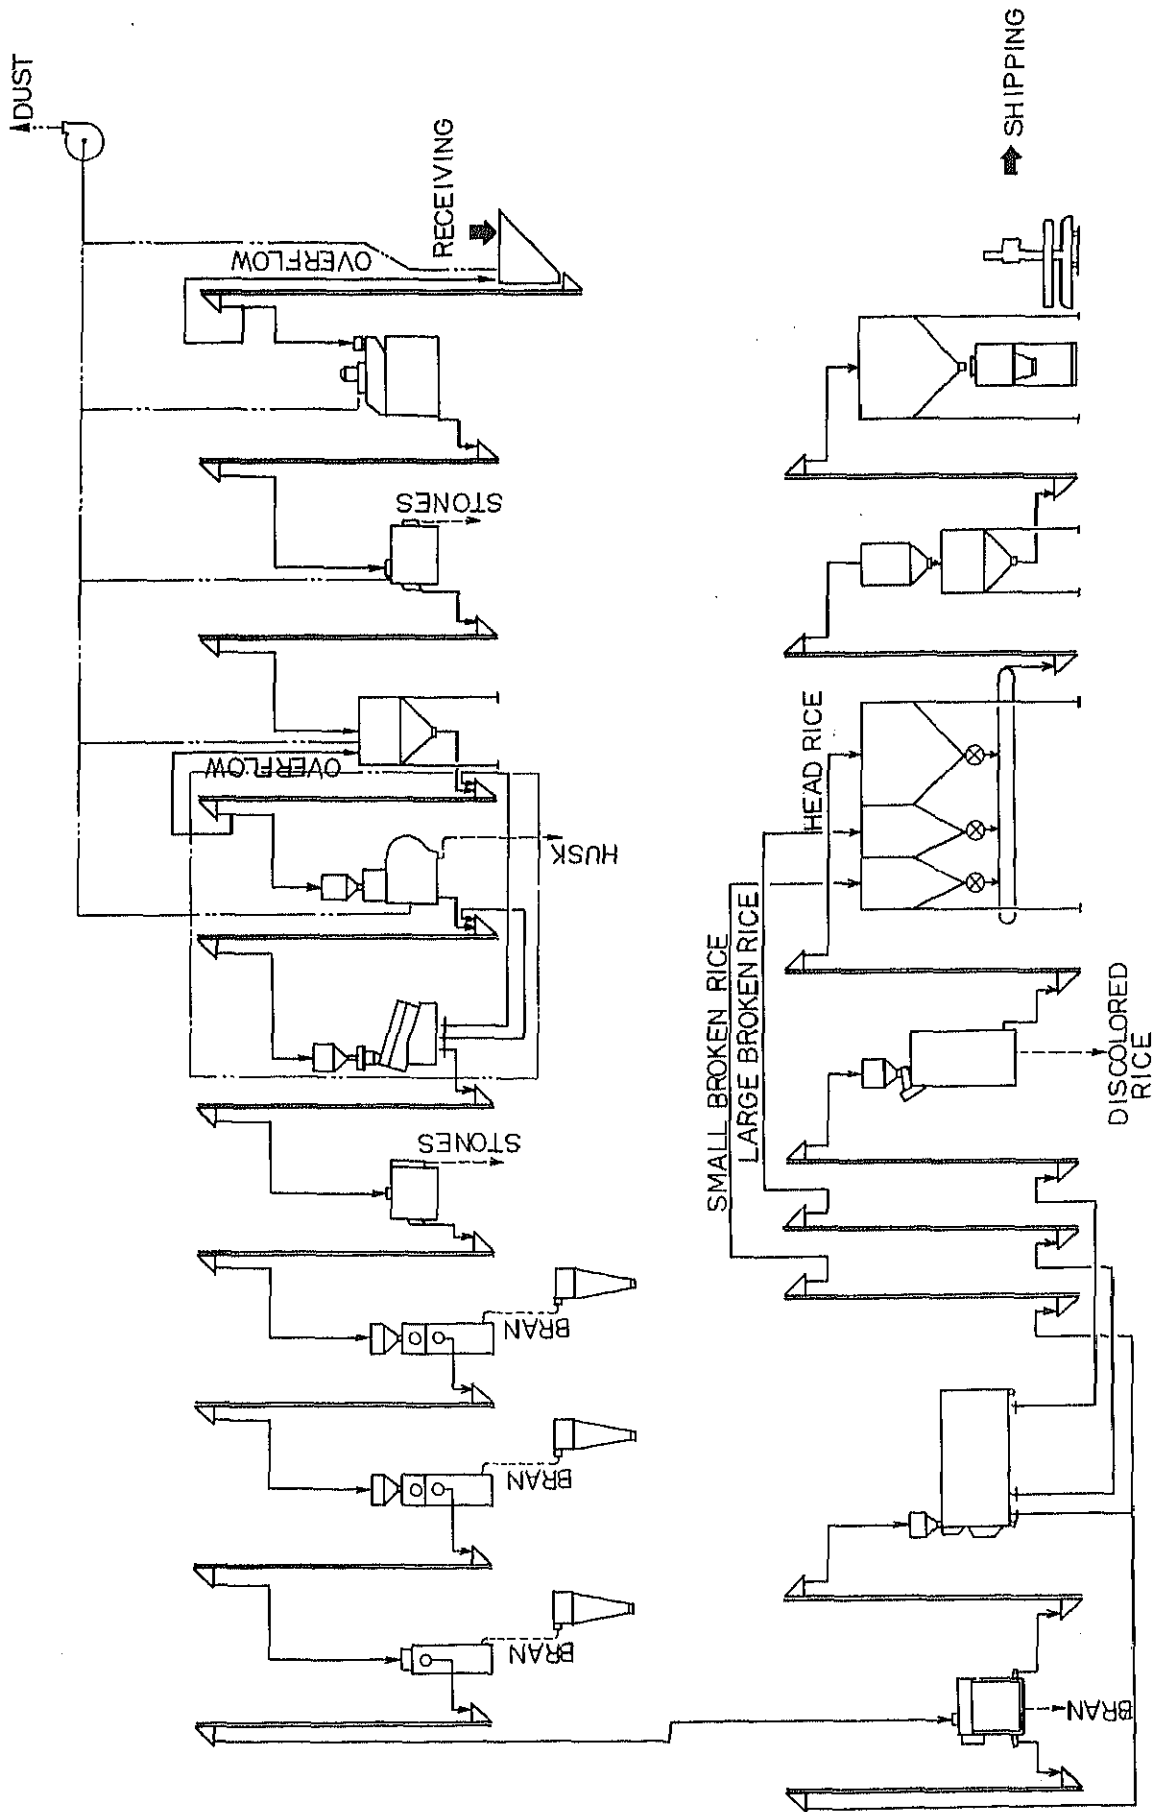 DUST
RECEIVING
OVERFLOW
STONES
OVERFLOW
HUSK
STONES
BRAN
BRAN
BRAN
SHIPPING
HEAD RICE
SMALL BROKEN RICE
LARGE BROKEN RICE
DISCOLORED
RICE
BRAN